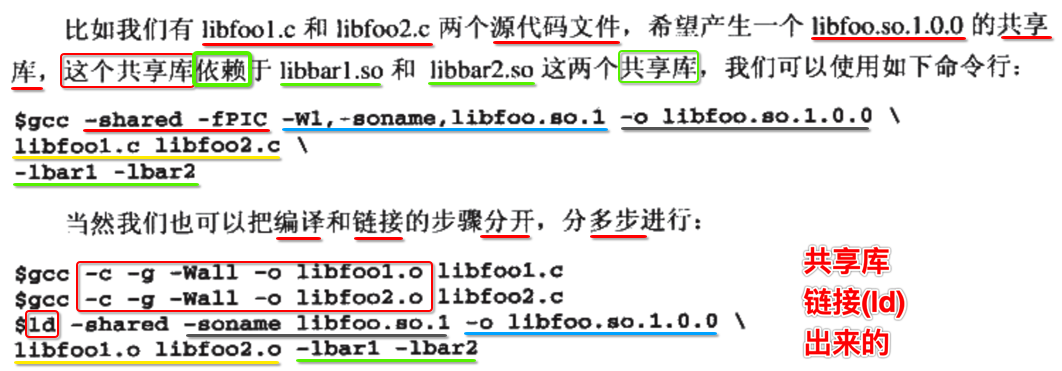 比如我们有 libfoo1.c 和 libfoo2.c 两个源代码文件，希望产生一个 libfoo.so.1.0.0 的共享
库，这个共享库依赖于 libbar1.so 和 libbar2.so 这两个共享库，我们可以使用如下命令行：
$gcc -shared -fPIC -Wl,-soname,libfoo.so.1 -o libfoo.so.1.0.0 \
libfoo1.c libfoo2.c \
-lbar1 -lbar2
当然我们也可以把编译和链接的步骤分开，分多步进行：
$gcc -c -g -Wall -o libfoo1.o libfoo1.c
$gcc -c -g -Wall -o libfoo2.o libfoo2.c
$ld -shared -soname libfoo.so.1 -o libfoo.so.1.0.0 \
libfoo1.o libfoo2.o -lbar1 -lbar2
共享库
链接(ld)
出来的